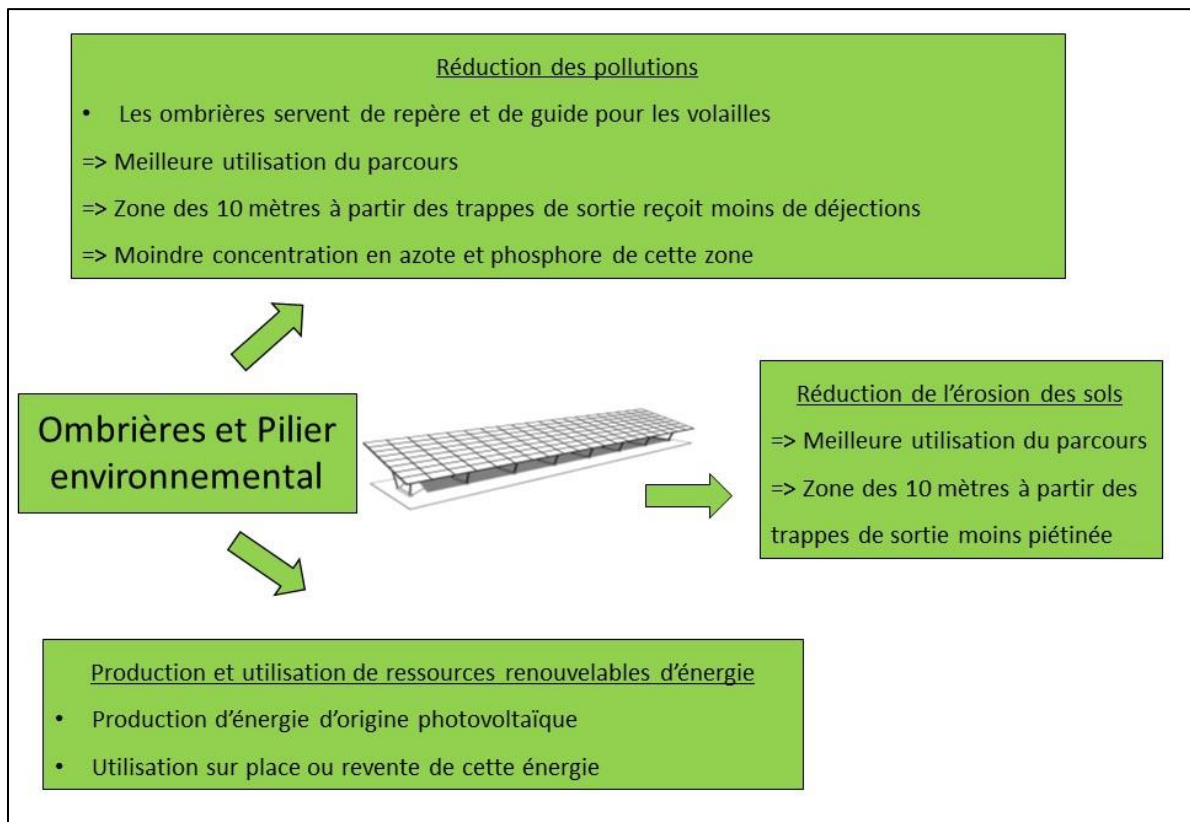 Réduction des pollutions
• Les ombrières servent de repère et de guide pour les volailles
=> Meilleure utilisation du parcours
=> Zone des 10 mètres à partir des trappes de sortie reçoit moins de déjections
=> Moindre concentration en azote et phosphore de cette zone
Ombrières et Pilier
environnemental
Réduction de l’érosion des sols
=> Meilleure utilisation du parcours
=> Zone des 10 mètres à partir des
trappes de sortie moins piétinée
Production et utilisation de ressources renouvelables d’énergie
• Production d’énergie d’origine photovoltaïque
• Utilisation sur place ou revente de cette énergie